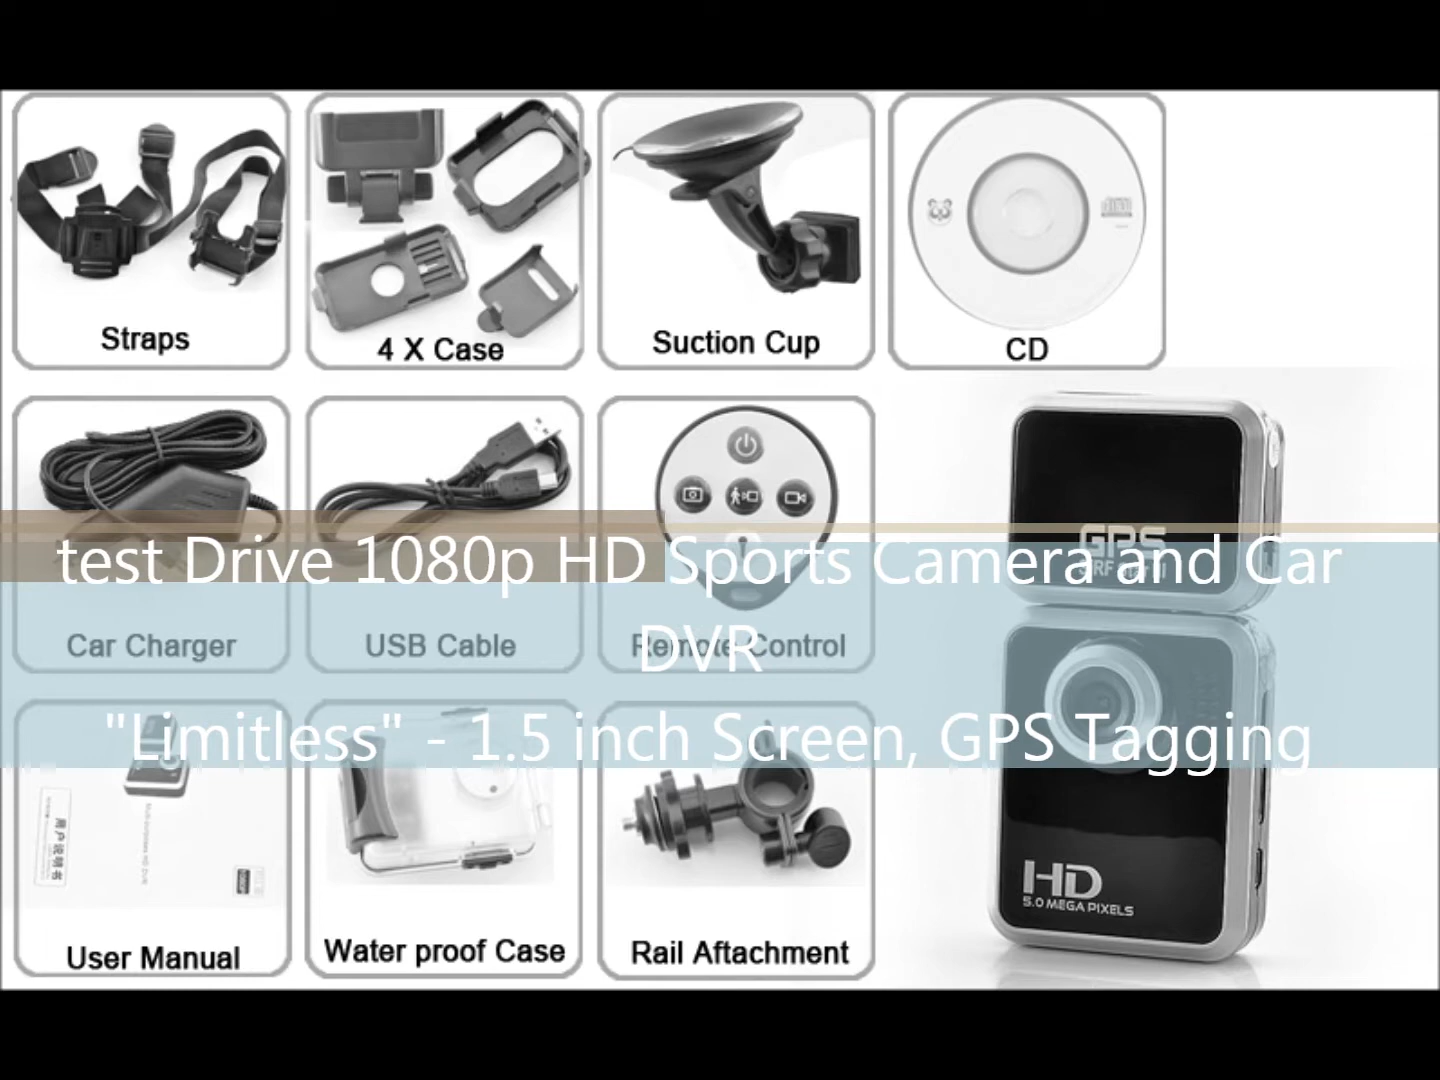 Straps
4 X Case
Suction Cup
CD
GPS
test Drive 1080p HD Sports Camera and Car
DVR
"Limitless" - 1.5 inch Screen, GPS Tagging
Car Charger
USB Cable
Remote Control
HD
5.0 MEGA PIXELS
User Manual
Water proof Case
Rail Aftachment